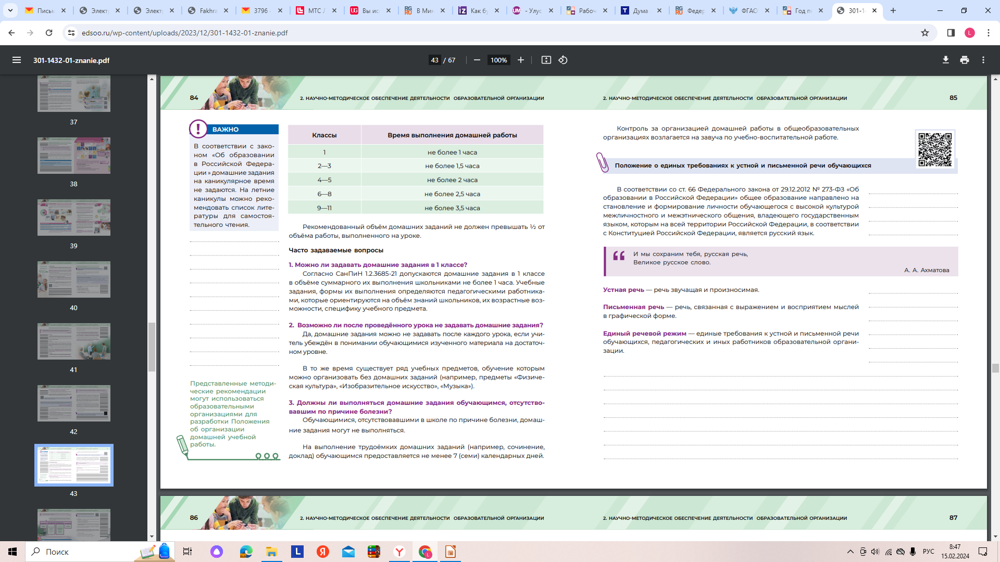 Письм
Электр
Электр
Fakhra
3796 -
МТС Л
Вы ис
В Мин
Как бу
- Улус
Рабоч
Дума
Федер
ФГАО
Год пе
301-1
edsoo.ru/wp-content/uploads/2023/12/301-1432-01-znanie.pdf
L
301-1432-01-znanie.pdf
43 / 67
100%
37
38
39
40
41
42
43
84
2. НАУЧНО-МЕТОДИЧЕСКОЕ ОБЕСПЕЧЕНИЕ ДЕЯТЕЛЬНОСТИ ОБРАЗОВАТЕЛЬНОЙ ОРГАНИЗАЦИИ
! ВАЖНО
В соответствии с зако-
ном «Об образовании
в Российской Федера-
ции » домашние задания
на каникулярное время
не задаются. На летние
каникулы можно реко-
мендовать список лите-
ратуры для самостоя-
тельного чтения.
Представленные методи-
ческие рекомендации
могут использоваться
образовательными
организациями для
разработки Положения
об организации
домашней учебной
работы.
Классы Время выполнения домашней работы
1 не более 1 часа
2—3 не более 1,5 часа
4—5 не более 2 часа
6—8 не более 2,5 часа
9—11 не более 3,5 часа
Рекомендованный объём домашних заданий не должен превышать ½ от
объёма работы, выполненного на уроке.
Часто задаваемые вопросы
1. Можно ли задавать домашние задания в 1 классе?
Согласно СанПиН 1.2.3685-21 допускаются домашние задания в 1 классе
в объёме суммарного их выполнения школьниками не более 1 часа. Учебные
задания, формы их выполнения определяются педагогическими работника-
ми, которые ориентируются на объём знаний школьников, их возрастные воз-
можности, специфику учебного предмета.
2. Возможно ли после проведённого урока не задавать домашние задания?
Да, домашние задания можно не задавать после каждого урока, если учи-
тель убеждён в понимании обучающимися изученного материала на достаточ-
ном уровне.
В то же время существует ряд учебных предметов, обучение которым
можно организовать без домашних заданий (например, предметы «Физиче-
ская культура», «Изобразительное искусство», «Музыка»).
3. Должны ли выполняться домашние задания обучающимся, отсутство-
вавшим по причине болезни?
Обучающимися, отсутствовавшими в школе по причине болезни, домаш-
ние задания могут не выполняться.
На выполнение трудоёмких домашних заданий (например, сочинение,
доклад) обучающимся предоставляется не менее 7 (семи) календарных дней.
2. НАУЧНО-МЕТОДИЧЕСКОЕ ОБЕСПЕЧЕНИЕ ДЕЯТЕЛЬНОСТИ ОБРАЗОВАТЕЛЬНОЙ ОРГАНИЗАЦИИ
85
Контроль за организацией домашней работы в общеобразовательных
организациях возлагается на завуча по учебно-воспитательной работе.
Положение о единых требованиях к устной и письменной речи обучающихся
В соответствии со ст. 66 Федерального закона от 29.12.2012 № 273-ФЗ «Об
образовании в Российской Федерации» общее образование направлено на
становление и формирование личности обучающегося с высокой культурой
межличностного и межэтнического общения, владеющего государственным
языком, которым на всей территории Российской Федерации, в соответствии
с Конституцией Российской Федерации, является русский язык.
И мы сохраним тебя, русская речь,
Великое русское слово.
А. А. Ахматова
Устная речь — речь звучащая и произносимая.
Письменная речь — речь, связанная с выражением и восприятием мыслей
в графической форме.
Единый речевой режим — единые требования к устной и письменной речи
обучающихся, педагогических и иных работников образовательной органи-
зации.
86
2. НАУЧНО-МЕТОДИЧЕСКОЕ ОБЕСПЕЧЕНИЕ ДЕЯТЕЛЬНОСТИ ОБРАЗОВАТЕЛЬНОЙ ОРГАНИЗАЦИИ
2. НАУЧНО-МЕТОДИЧЕСКОЕ ОБЕСПЕЧЕНИЕ ДЕЯТЕЛЬНОСТИ ОБРАЗОВАТЕЛЬНОЙ ОРГАНИЗАЦИИ
87
Поиск
РУС
8:47
15.02.2024